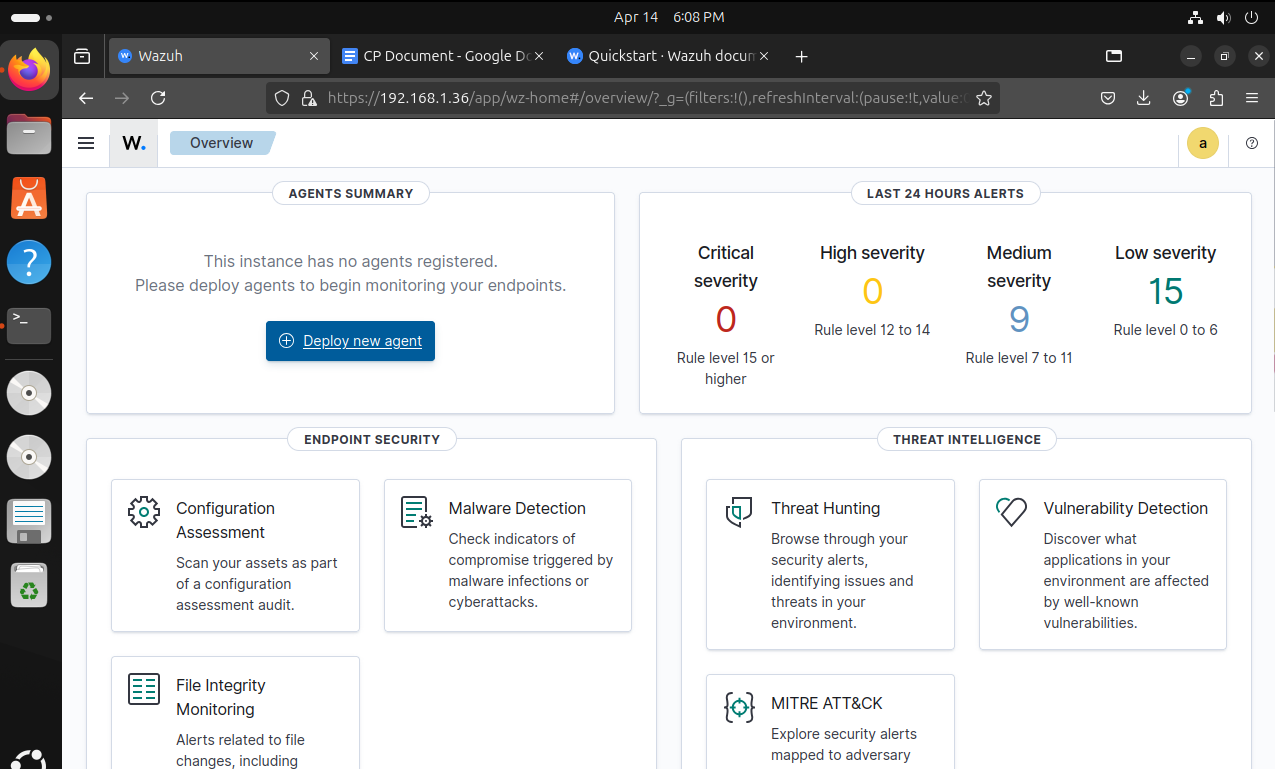 Apr 14 6:08 PM
Wazuh
CP Document - Google Do
Quickstart · Wazuh docum
https://192.168.1.36/app/wz-home#/overview/?_g=(filters:!(),refreshInterval:(pause:!t,value:
W.
Overview
a
AGENTS SUMMARY
This instance has no agents registered.
Please deploy agents to begin monitoring your endpoints.
Deploy new agent
LAST 24 HOURS ALERTS
Critical
severity
0
Rule level 15 or
higher
High severity
0
Rule level 12 to 14
Medium
severity
9
Rule level 7 to 11
Low severity
15
Rule level 0 to 6
ENDPOINT SECURITY
Configuration
Assessment
Scan your assets as part
of a configuration
assessment audit.
Malware Detection
Check indicators of
compromise triggered by
malware infections or
cyberattacks.
File Integrity
Monitoring
Alerts related to file
changes, including
THREAT INTELLIGENCE
Threat Hunting
Browse through your
security alerts,
identifying issues and
threats in your
environment.
Vulnerability Detection
Discover what
applications in your
environment are affected
by well-known
vulnerabilities.
MITRE ATT&CK
Explore security alerts
mapped to adversary